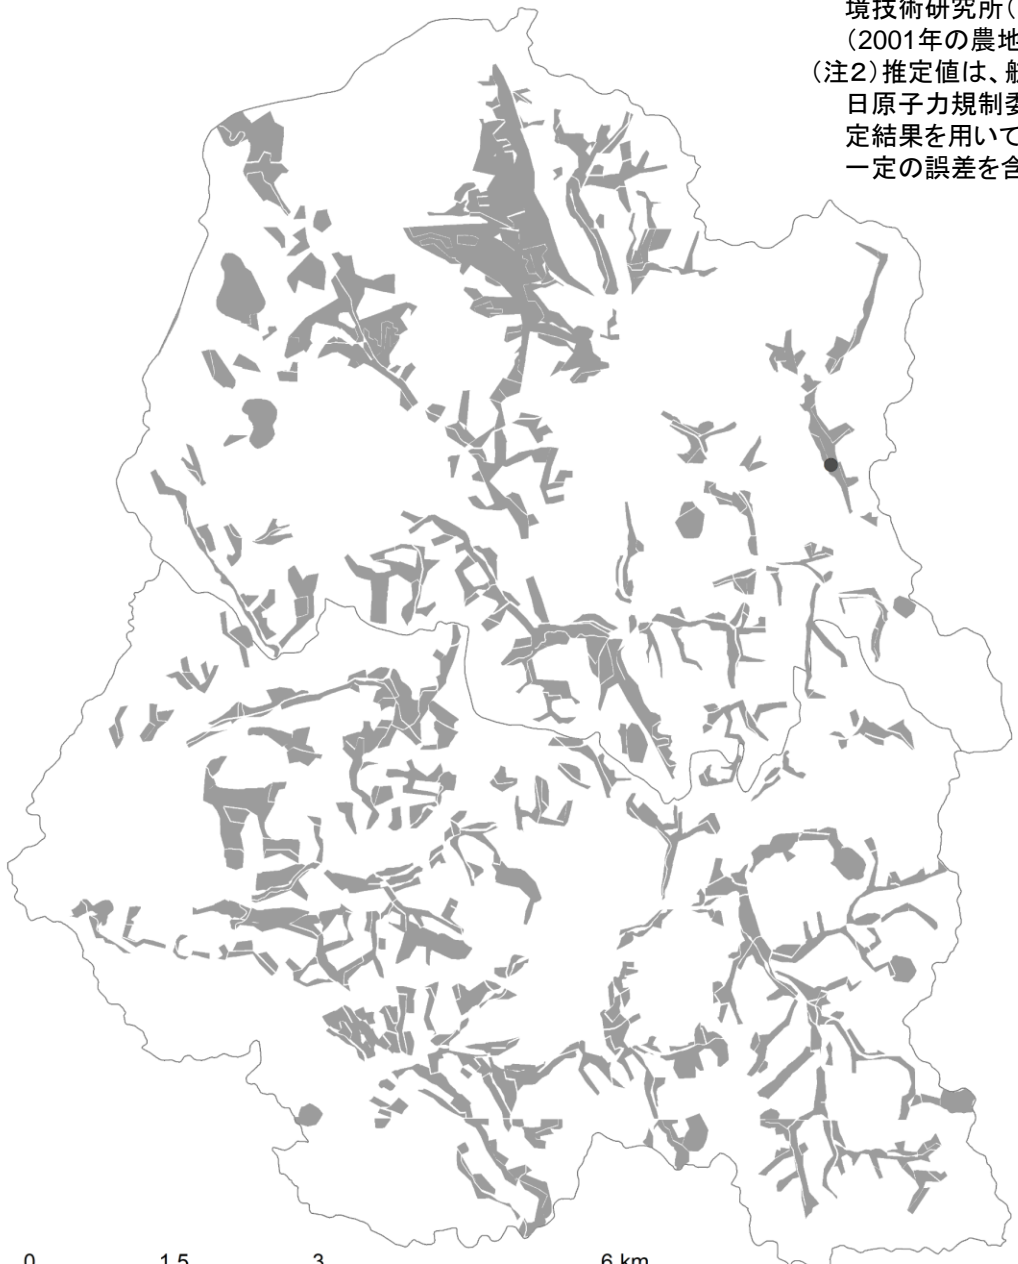 境技術研究所(
(2001年の農地
(注2)推定値は、航
日原子力規制委
定結果を用いて
一定の誤差を含
0 1.5 3 6 km